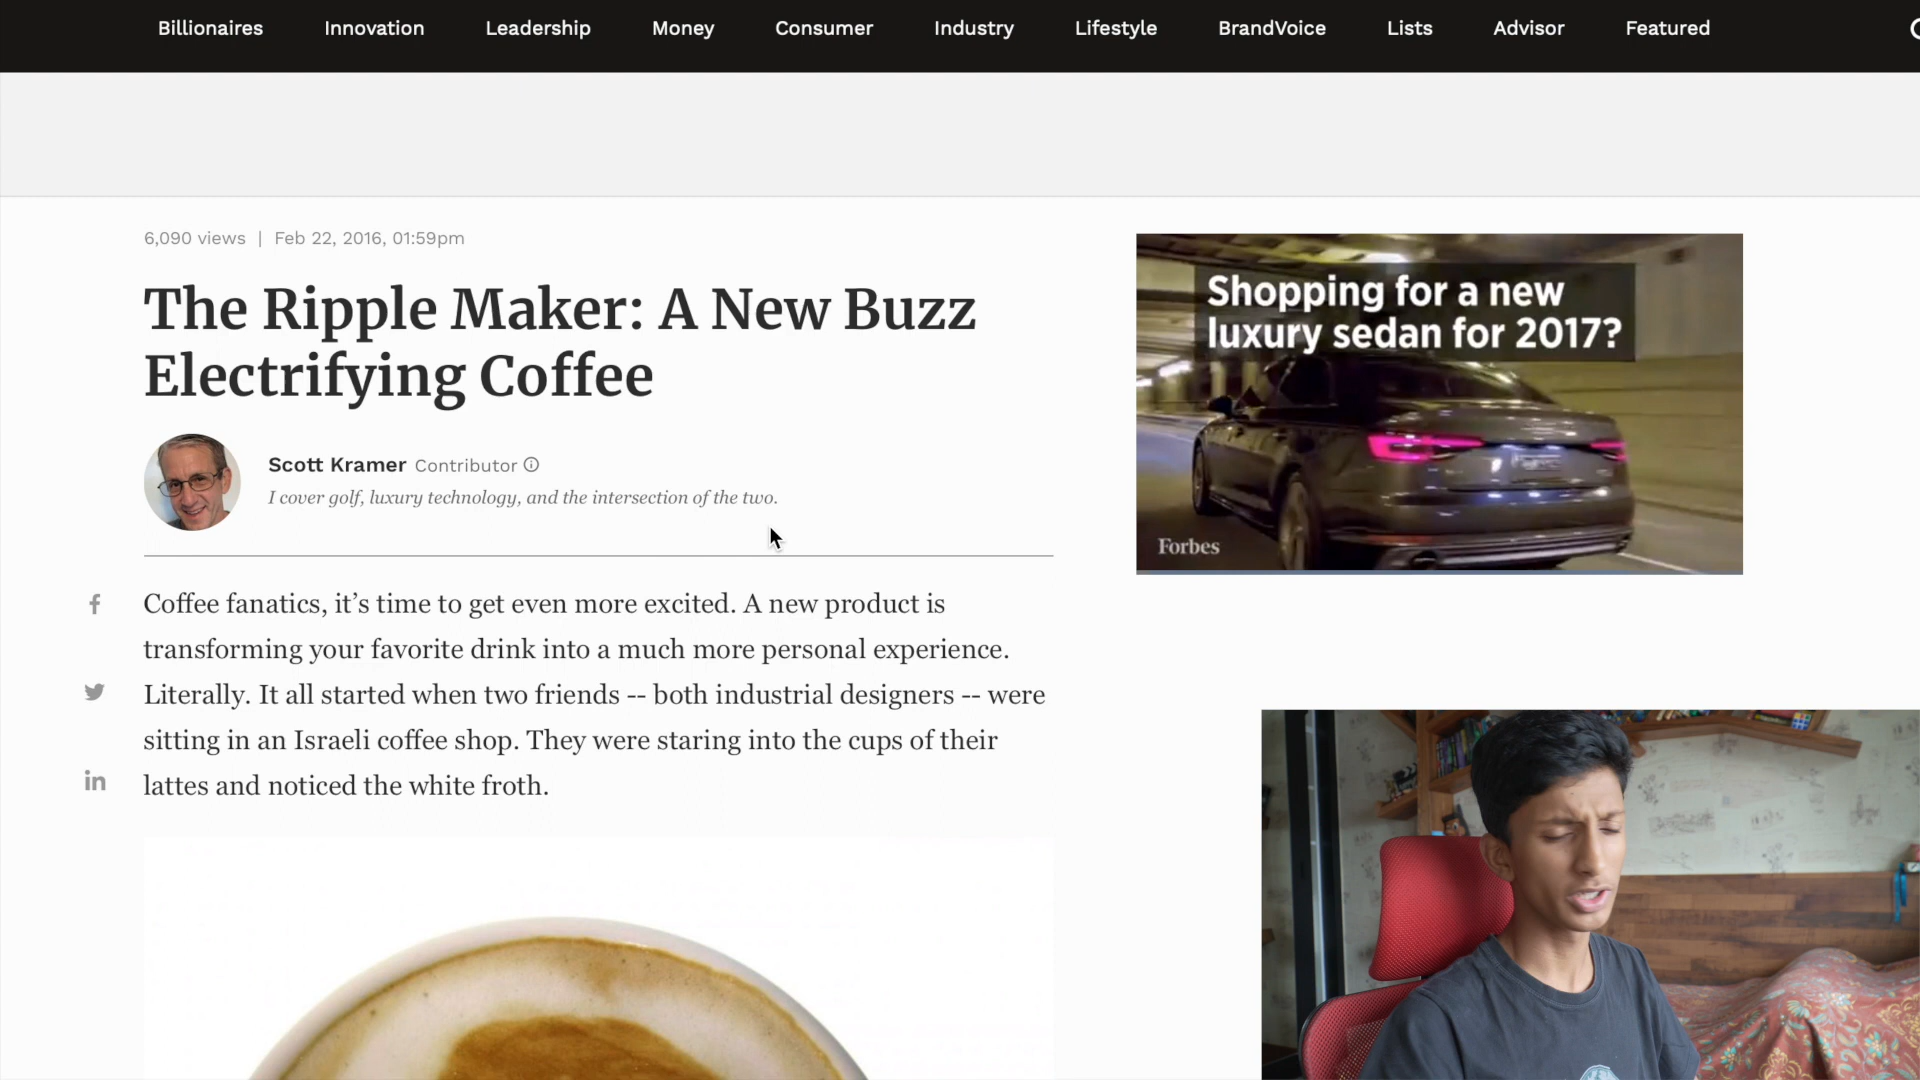 Billionaires Innovation Leadership Money Consumer Industry Lifestyle BrandVoice Lists Advisor Featured
6,090 views | Feb 22, 2016, 01:59pm
The Ripple Maker: A New Buzz
Electrifying Coffee
Scott Kramer Contributor
I cover golf, luxury technology, and the intersection of the two.
Coffee fanatics, it’s time to get even more excited. A new product is
transforming your favorite drink into a much more personal experience.
Literally. It all started when two friends -- both industrial designers -- were
sitting in an Israeli coffee shop. They were staring into the cups of their
lattes and noticed the white froth.
Shopping for a new
luxury sedan for 2017?
Forbes